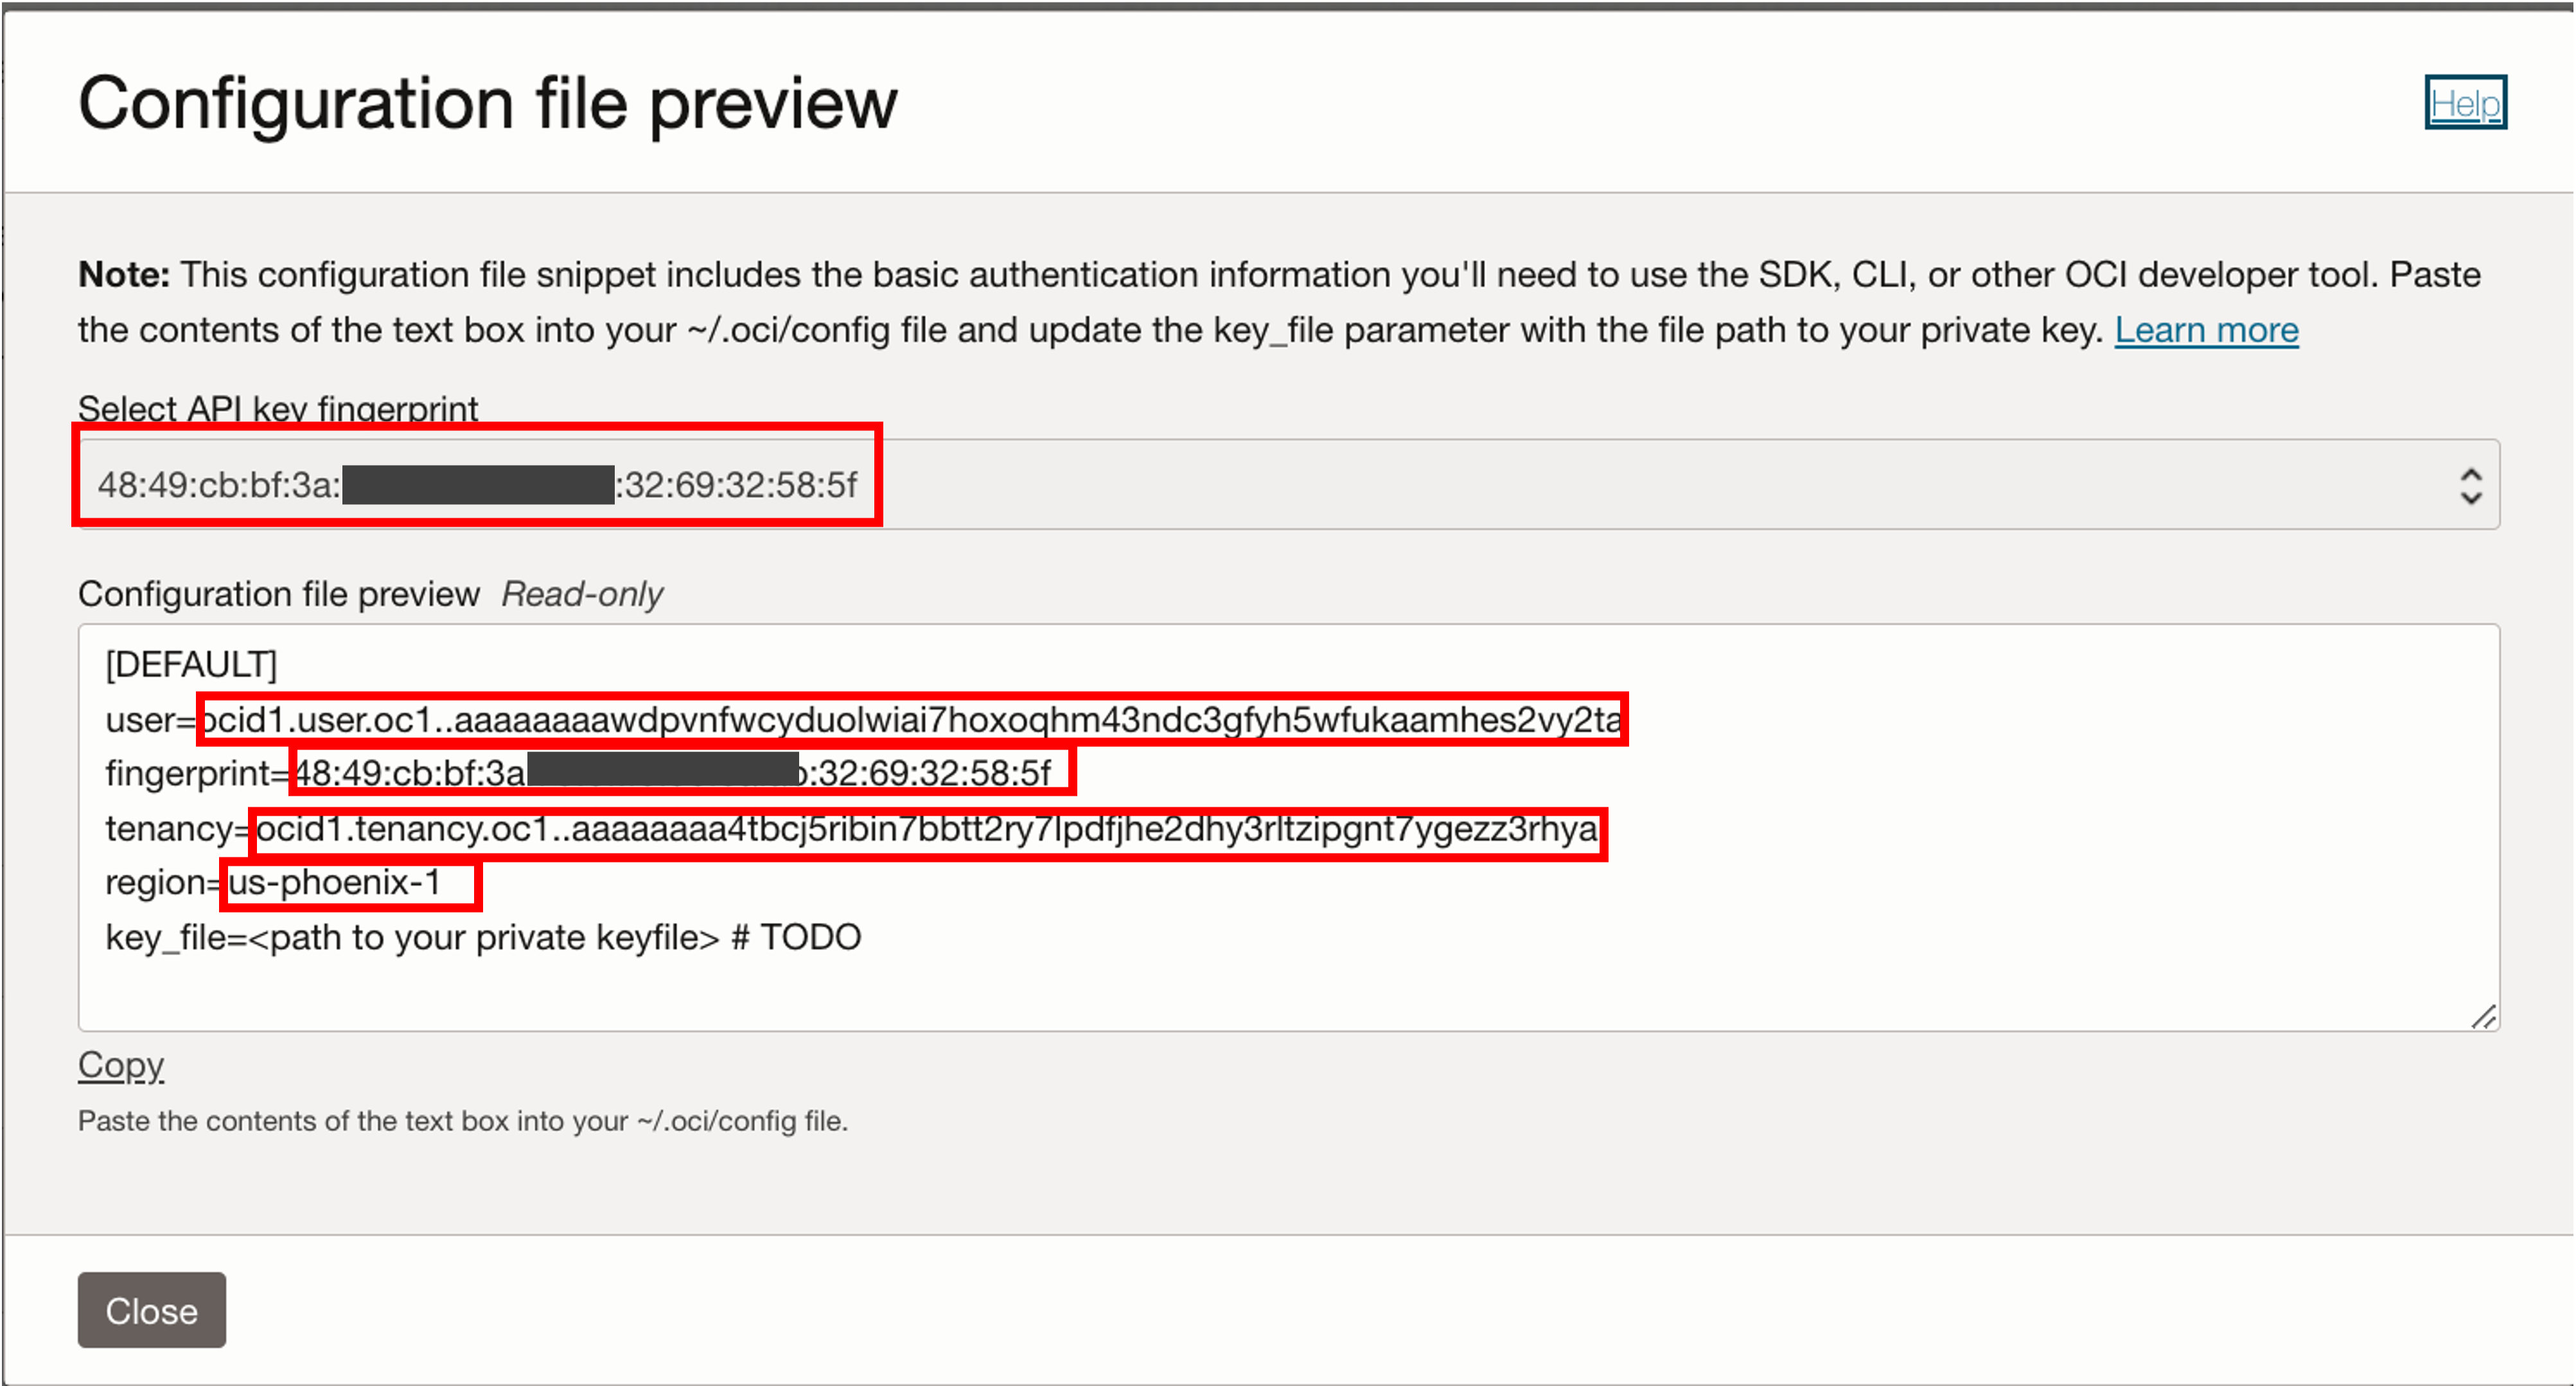 Configuration file preview
Help
Note: This configuration file snippet includes the basic authentication information you'll need to use the SDK, CLI, or other OCI developer tool. Paste
the contents of the text box into your ~/.oci/config file and update the key_file parameter with the file path to your private key. Learn more
Select API key fingerprint
48:49:cb:bf:3a: :32:69:32:58:5f
Configuration file preview Read-only
[DEFAULT]
user=ocid1.user.oc1..aaaaaaaawdpvnfwcyduolwiai7hoxoqhm43ndc3gfyh5wfukaamhes2vy2ta
fingerprint=48:49:cb:bf:3a :32:69:32:58:5f
tenancy=ocid1.tenancy.oc1..aaaaaaaa4tbcj5ribin7bbtt2ry7lpdfjhe2dhy3rltzipgnt7ygezz3rhya
region=us-phoenix-1
key_file=<path to your private keyfile> # TODO
Copy
Paste the contents of the text box into your ~/.oci/config file.
Close